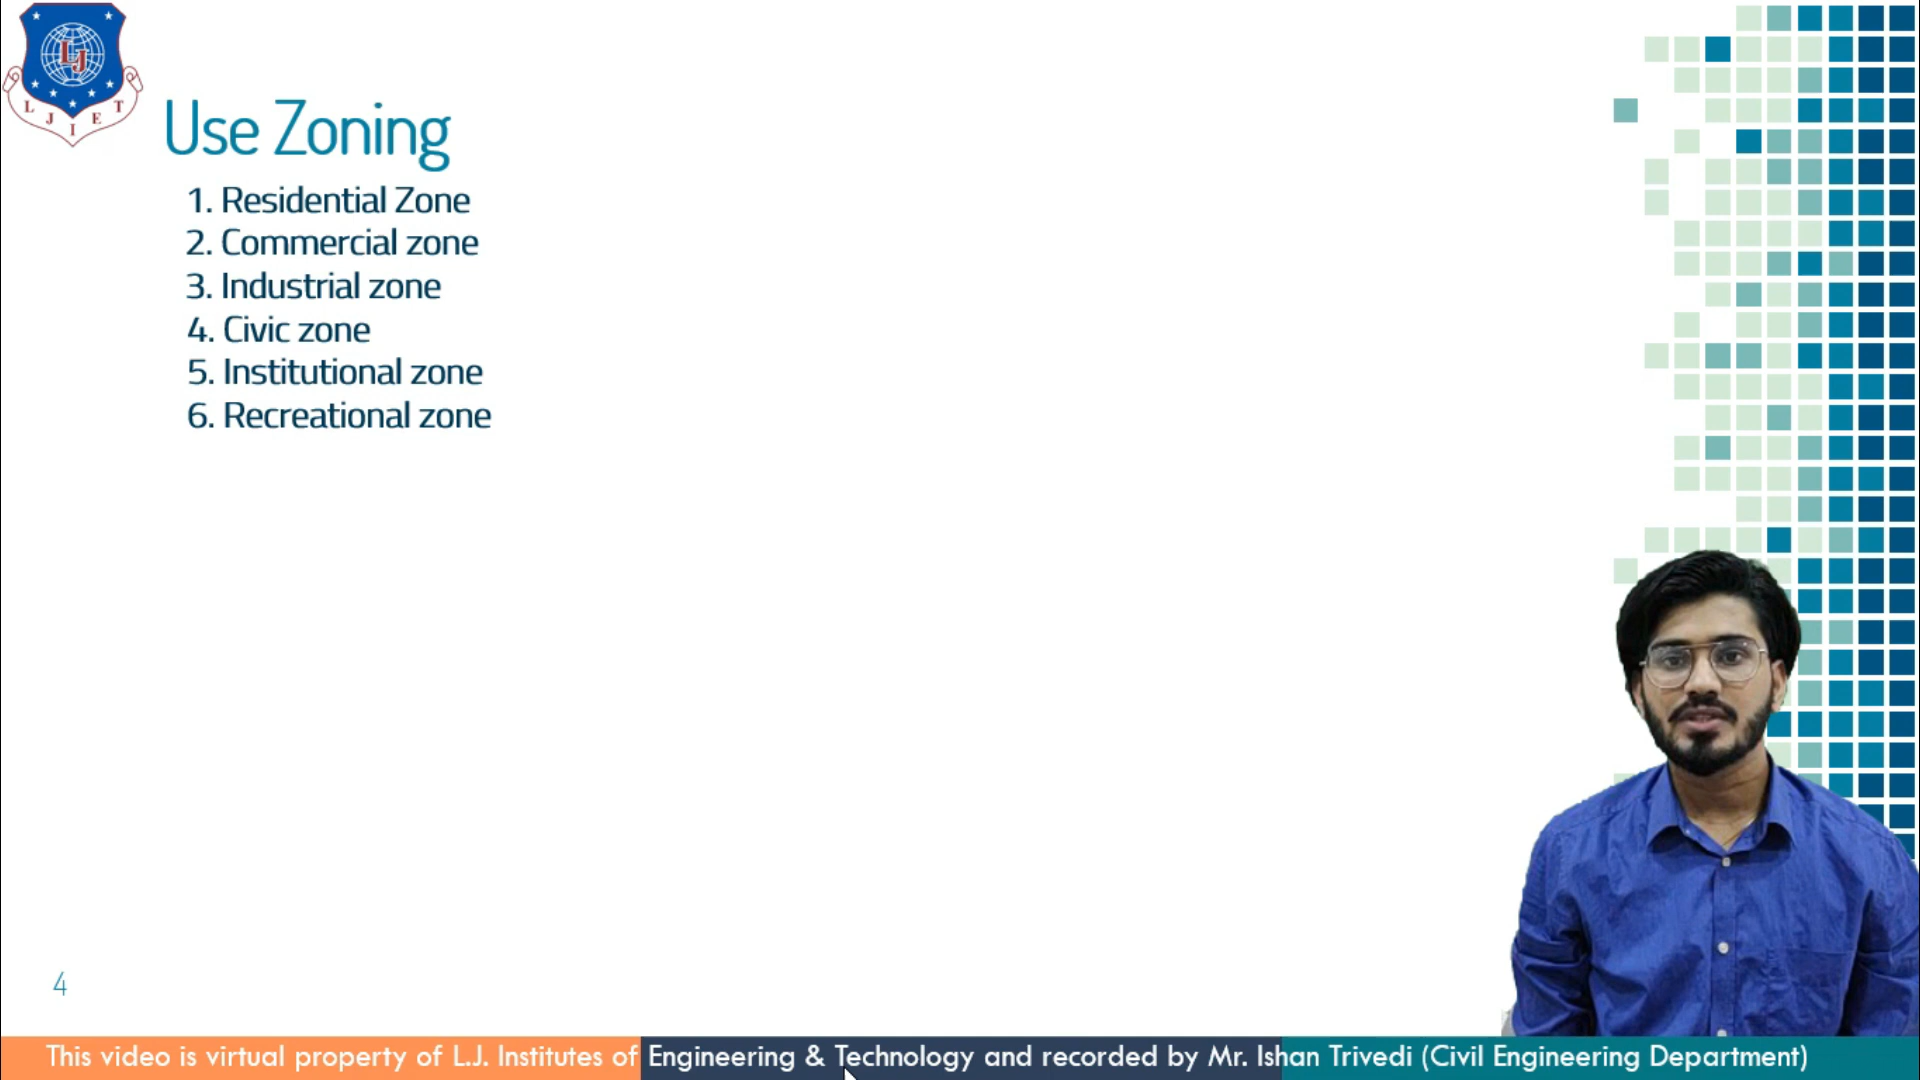 LJ
L J I E T
Use Zoning
1. Residential Zone
2. Commercial zone
3. Industrial zone
4. Civic zone
5. Institutional zone
6. Recreational zone
4
This video is virtual property of L.J. Institutes of Engineering & Technology and recorded by Mr. Ishan Trivedi (Civil Engineering Department)